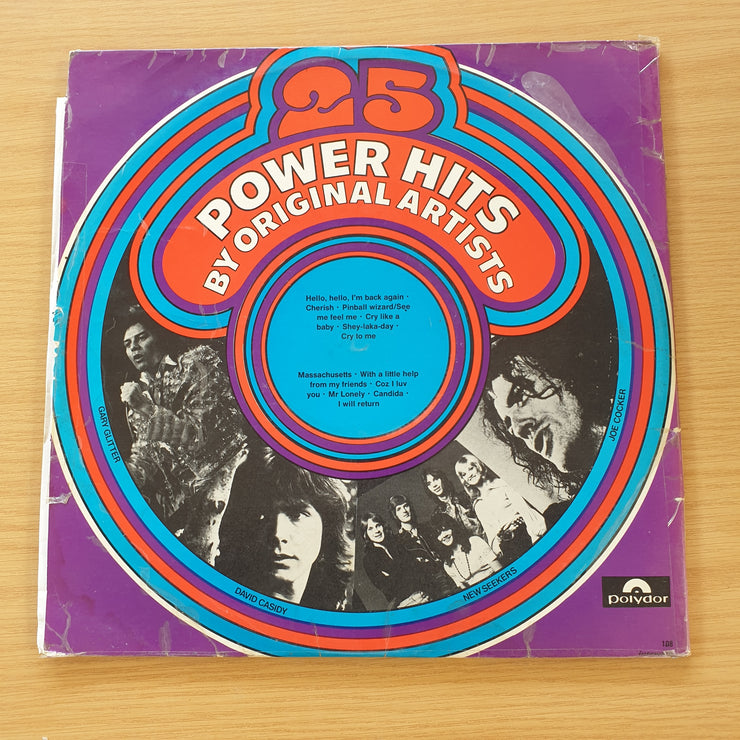 25
POWER HITS
BY ORIGINAL ARTISTS
Hello, hello, I'm back again ·
Cherish · Pinball wizard/See
me feel me · Cry like a
baby · Shey-laka-day ·
Cry to me
Massachusetts · With a little help
from my friends · Coz I luv
you · Mr Lonely · Candida ·
I will return
GARY GLITTER
DAVID CASIDY
NEW SEEKERS
JOE COCKER
polydor
108